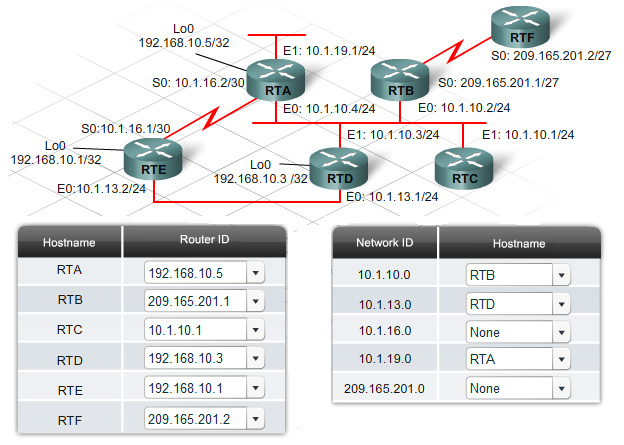 RTF
Lo0
192.168.10.5/32
E1: 10.1.19.1/24
S0: 209.165.201.2/27
S0: 10.1.16.2/30
RTA
RTB
S0: 209.165.201.1/27
E0: 10.1.10.4/24
E0: 10.1.10.2/24
S0:10.1.16.1/30
E1: 10.1.10.3/24
E1: 10.1.10.1/24
Lo0
192.168.10.1/32
RTE
Lo0
192.168.10.3 /32
RTD
RTC
E0:10.1.13.2/24
E0: 10.1.13.1/24
Hostname Router ID
RTA 192.168.10.5
RTB 209.165.201.1
RTC 10.1.10.1
RTD 192.168.10.3
RTE 192.168.10.1
RTF 209.165.201.2
Network ID Hostname
10.1.10.0 RTB
10.1.13.0 RTD
10.1.16.0 None
10.1.19.0 RTA
209.165.201.0 None